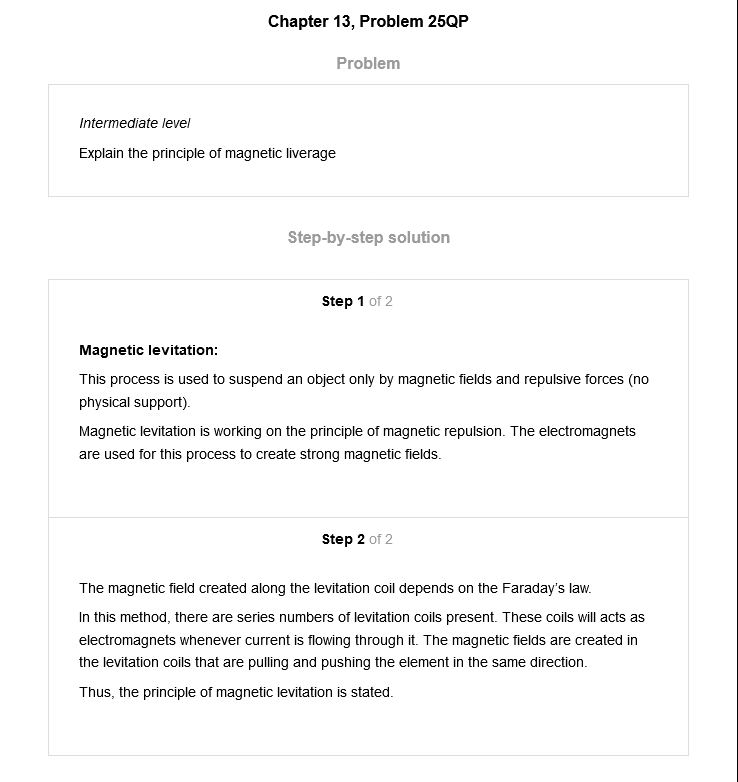 Chapter 13, Problem 25QP
Problem
Intermediate level
Explain the principle of magnetic liverage
Step-by-step solution
Step 1 of 2
Magnetic levitation:
This process is used to suspend an object only by magnetic fields and repulsive forces (no
physical support).
Magnetic levitation is working on the principle of magnetic repulsion. The electromagnets
are used for this process to create strong magnetic fields.
Step 2 of 2
The magnetic field created along the levitation coil depends on the Faraday's law.
In this method, there are series numbers of levitation coils present. These coils will acts as
electromagnets whenever current is flowing through it. The magnetic fields are created in
the levitation coils that are pulling and pushing the element in the same direction.
Thus, the principle of magnetic levitation is stated.